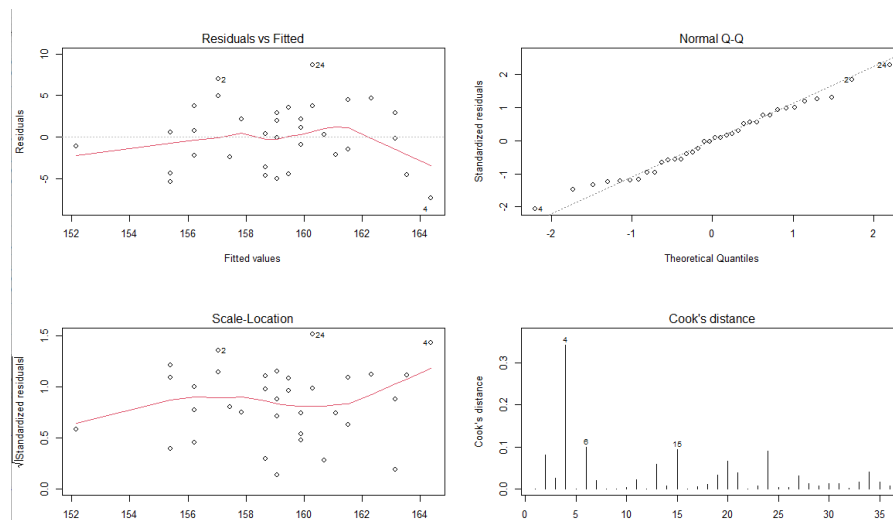 Residuals vs Fitted
Residuals
10
5
0
-5
2
24
4
152 154 156 158 160 162 164
Fitted values
Normal Q-Q
Standardized residuals
2
1
0
-1
-2
2
24
4
-2 -1 0 1 2
Theoretical Quantiles
Scale-Location
√|Standardized residuals|
1.5
1.0
0.5
0.0
2
24
4
152 154 156 158 160 162 164
Cook's distance
Cook's distance
0.3
0.2
0.1
0.0
4
6
15
0 5 10 15 20 25 30 35